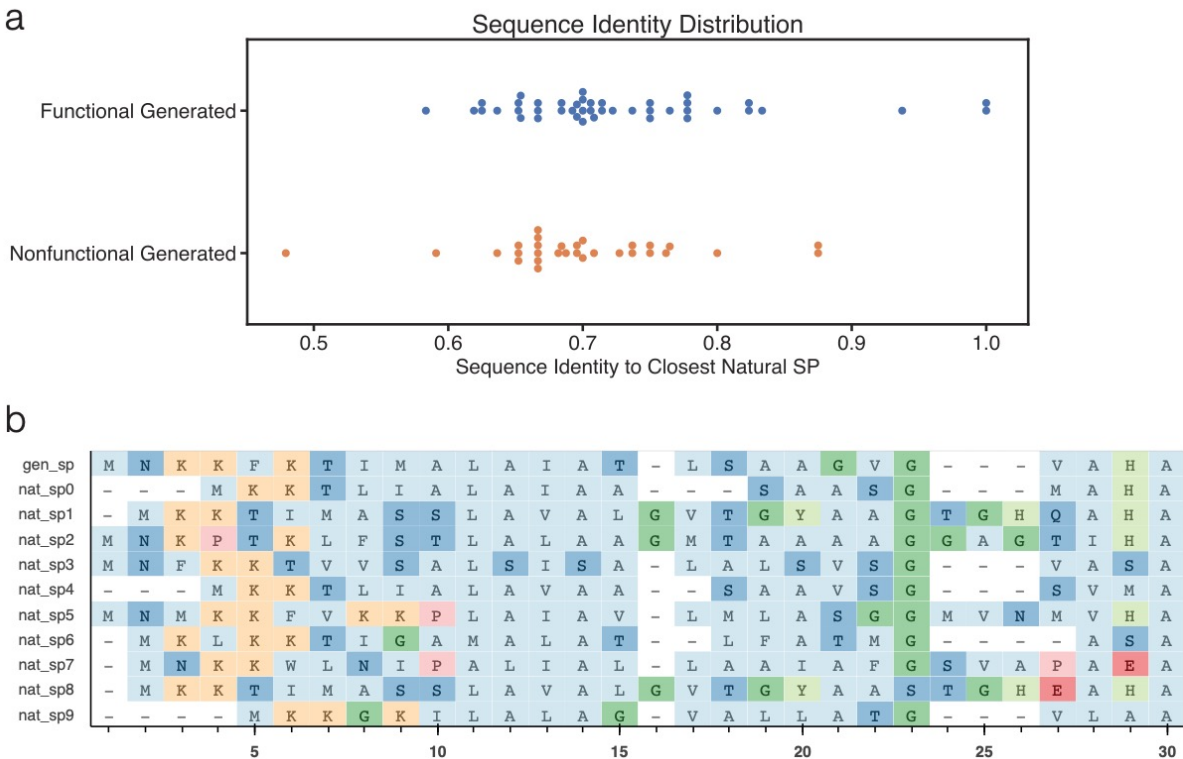 a
Sequence Identity Distribution
Functional Generated
Nonfunctional Generated
0.5 0.6 0.7 0.8 0.9 1.0
Sequence Identity to Closest Natural SP
b
gen_sp M N K K F K T I M A L A I A T - L S A A G V G - - - V A H A
nat_sp0 - - - M K K T L I A L A I A A - - - S A A S G - - - M A H A
nat_sp1 - M K K T I M A S S L A V A L G V T G Y A A G T G H Q A H A
nat_sp2 M N K P T K L F S T L A L A A G M T A A A A G G A G T I H A
nat_sp3 M N F K K T V V S A L S I S A - L A L S V S G - - - V A S A
nat_sp4 - - - M K K T L I A L A V A A - - S A A V S G - - - S V M A
nat_sp5 M N M K K F V K K P L A I A V - L M L A S G G M V N M V H A
nat_sp6 - M K L K K T I G A M A L A T - - L F A T M G - - - - A S A
nat_sp7 - M N K K W L N I P A L I A L - L A A I A F G S V A P A E A
nat_sp8 - M K K T I M A S S L A V A L G V T G Y A A S T G H E A H A
nat_sp9 - - - - M K K G K I L A L A G - V A L L A T G - - - V L A A
5 10 15 20 25 30